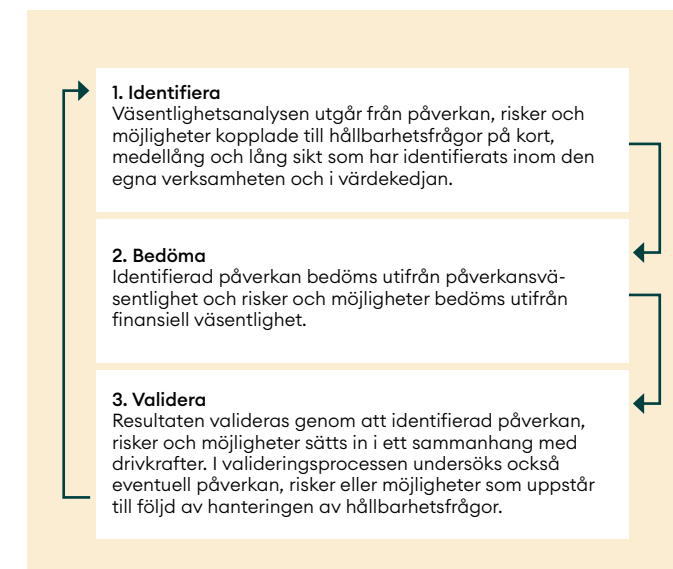 1. Identifiera
Väsentlighetsanalysen utgår från påverkan, risker och
möjligheter kopplade till hållbarhetsfrågor på kort,
medellång och lång sikt som har identifierats inom den
egna verksamheten och i värdekedjan.
2. Bedöma
Identifierad påverkan bedöms utifrån påverkansvä-
sentlighet och risker och möjligheter bedöms utifrån
finansiell väsentlighet.
3. Validera
Resultaten valideras genom att identifierad påverkan,
risker och möjligheter sätts in i ett sammanhang med
drivkrafter. I valideringsprocessen undersöks också
eventuell påverkan, risker eller möjligheter som uppstår
till följd av hanteringen av hållbarhetsfrågor.